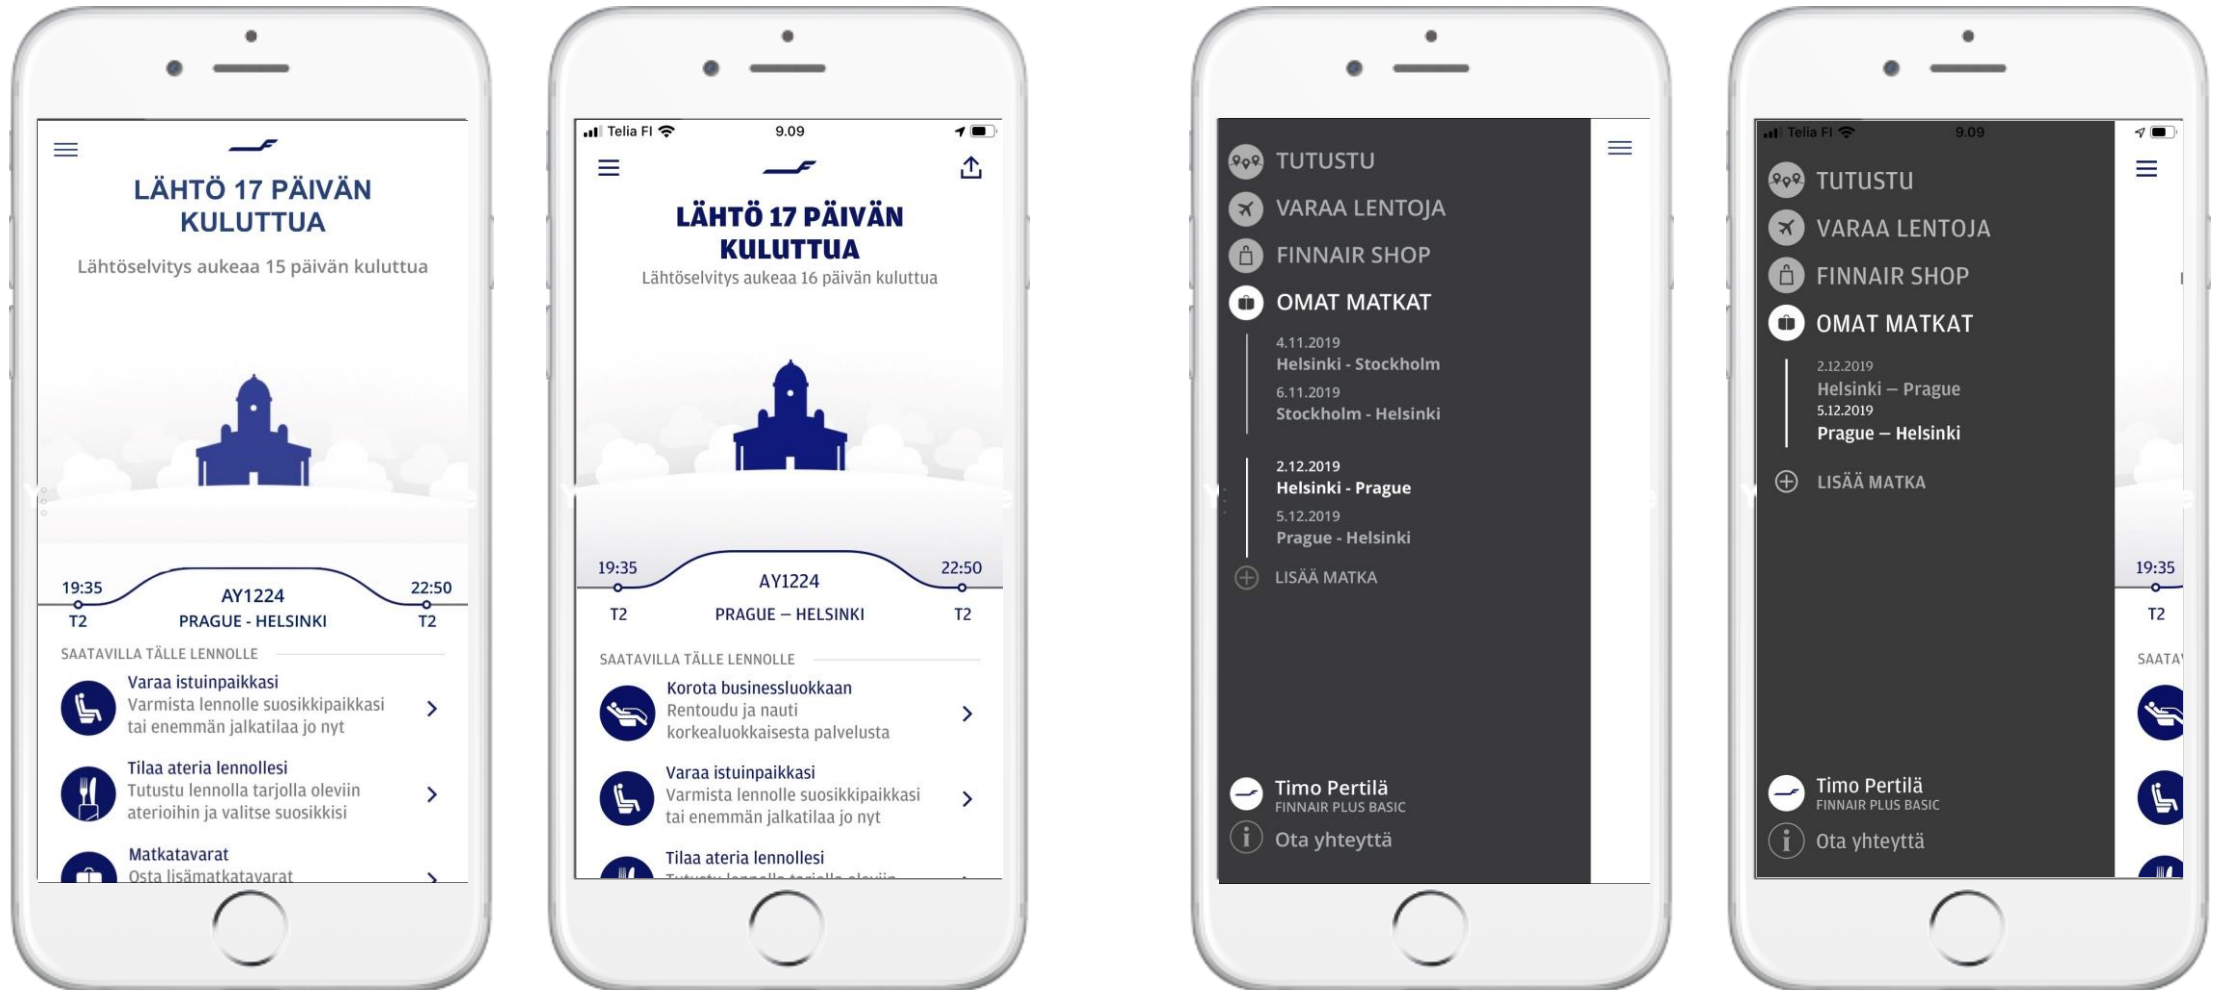 LÄHTÖ 17 PÄIVÄN
KULUTTUA
Lähtöselvitys aukeaa 15 päivän kuluttua
19:35
22:50
AY1224
T2
PRAGUE - HELSINKI
T2
SAATAVILLA TÄLLE LENNOLLE
Varaa istuinpaikkasi
Varmista lennolle suosikkipaikkasi
tai enemmän jalkatilaa jo nyt
Tilaa ateria lennollesi
Tutustu lennolla tarjolla oleviin
aterioihin ja valitse suosikkisi
Matkatavarat
Osta lisämatkatavarat
Telia FI
9.09
LÄHTÖ 17 PÄIVÄN
KULUTTUA
Lähtöselvitys aukeaa 16 päivän kuluttua
19:35
22:50
AY1224
T2
PRAGUE – HELSINKI
T2
SAATAVILLA TÄLLE LENNOLLE
Korota businessluokkaan
Rentoudu ja nauti
korkealuokkaisesta palvelusta
Varaa istuinpaikkasi
Varmista lennolle suosikkipaikkasi
tai enemmän jalkatilaa jo nyt
Tilaa ateria lennollesi
Tutustu lennolla tarjolla oleviin
TUTUSTU
VARAA LENTOJA
FINNAIR SHOP
OMAT MATKAT
4.11.2019
Helsinki - Stockholm
6.11.2019
Stockholm - Helsinki
2.12.2019
Helsinki - Prague
5.12.2019
Prague - Helsinki
LISÄÄ MATKA
Timo Pertilä
FINNAIR PLUS BASIC
Ota yhteyttä
Telia FI
9.09
TUTUSTU
VARAA LENTOJA
FINNAIR SHOP
OMAT MATKAT
2.12.2019
Helsinki – Prague
5.12.2019
Prague – Helsinki
LISÄÄ MATKA
19:35
T2
SAATA
Timo Pertilä
FINNAIR PLUS BASIC
Ota yhteyttä